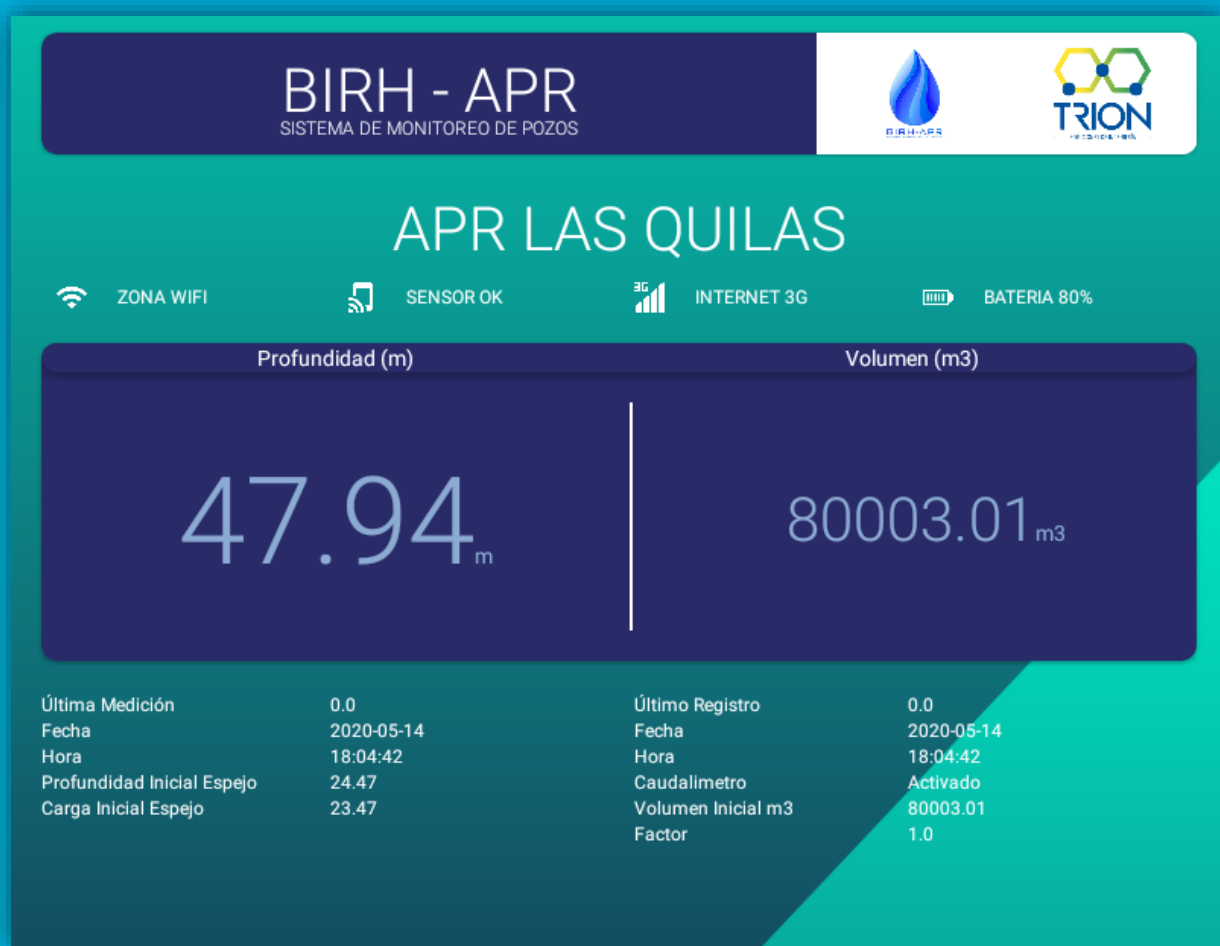 BIRH - APR
SISTEMA DE MONITOREO DE POZOS
BIRH-APR
TRION
APR LAS QUILAS
ZONA WIFI
SENSOR OK
3G
INTERNET 3G
BATERIA 80%
Profundidad (m)
Volumen (m3)
47.94 m
80003.01 m3
Última Medición 0.0
Fecha 2020-05-14
Hora 18:04:42
Profundidad Inicial Espejo 24.47
Carga Inicial Espejo 23.47
Último Registro 0.0
Fecha 2020-05-14
Hora 18:04:42
Caudalimetro Activado
Volumen Inicial m3 80003.01
Factor 1.0